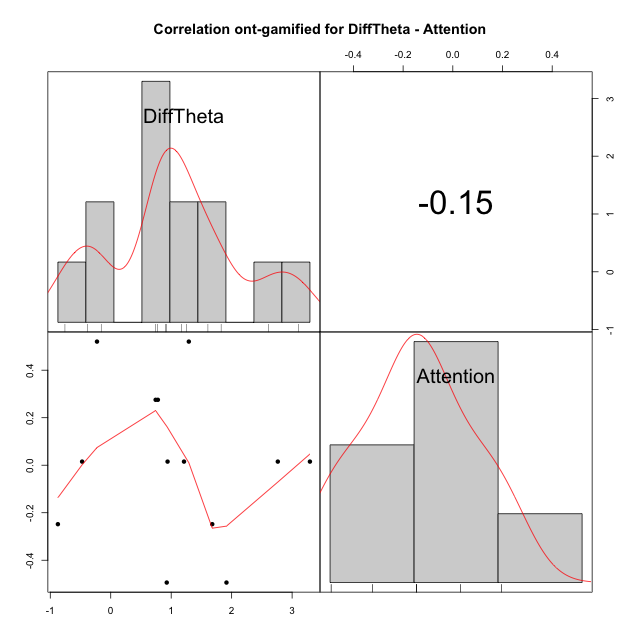 Correlation ont-gamified for DiffTheta - Attention
-0.4 -0.2 0.0 0.2 0.4
DiffTheta
-0.15
3
2
1
0
-1
0.4
0.2
0.0
-0.2
-0.4
Attention
-1 0 1 2 3